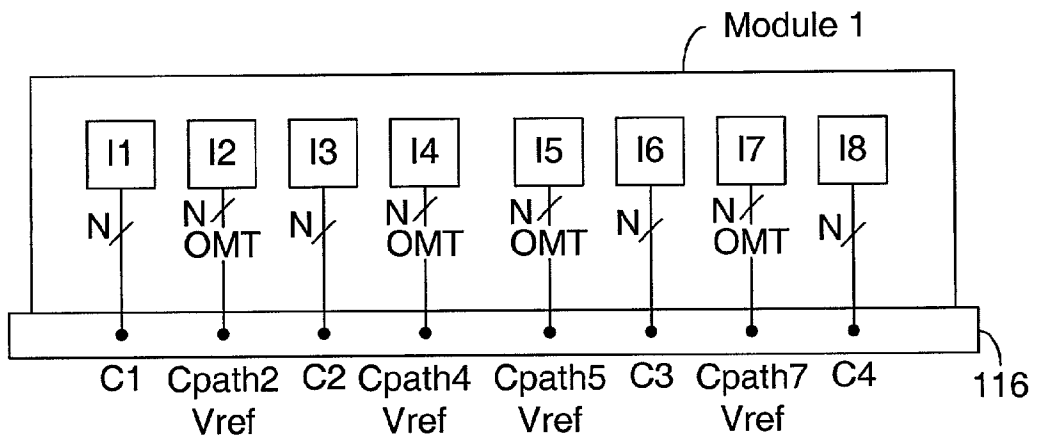 Module 1
I1 I2 I3 I4 I5 I6 I7 I8
N N N N N N N N
OMT OMT OMT OMT
C1 Cpath2 C2 Cpath4 Cpath5 C3 Cpath7 C4 116
Vref Vref Vref Vref